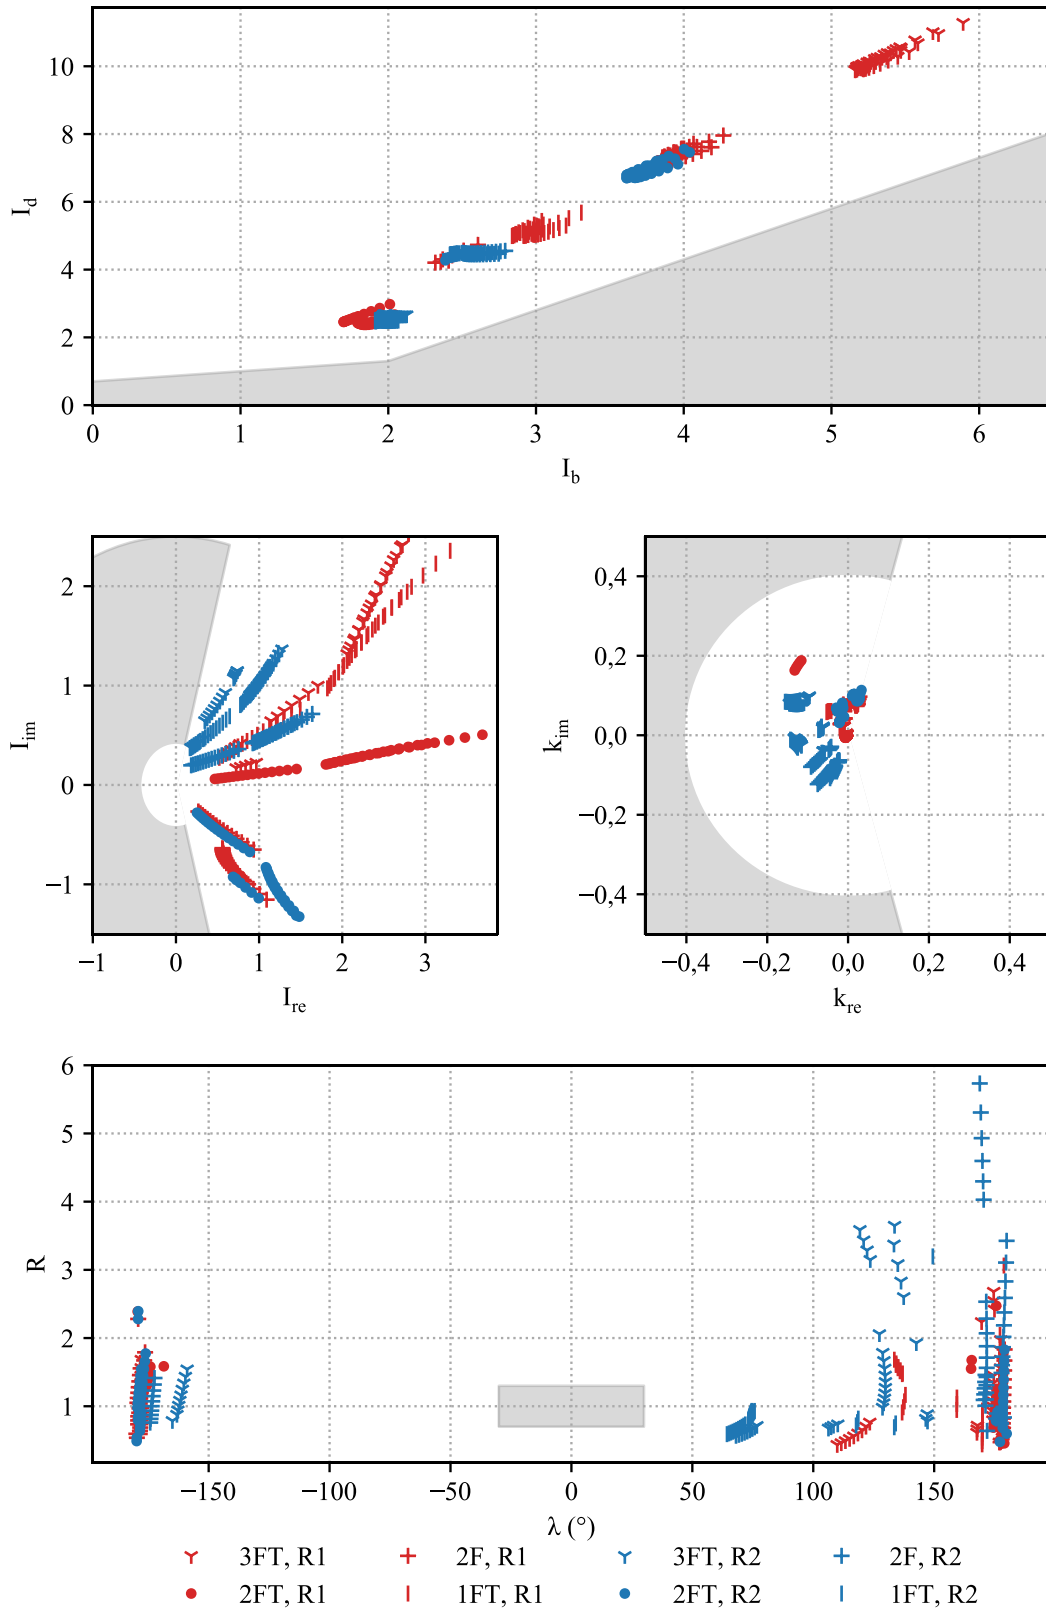 10
8
6
4
2
0
I_d
0 1 2 3 4 5 6
I_b
2
1
0
−1
I_im
−1 0 1 2 3
I_re
0,4
0,2
0,0
−0,2
−0,4
k_im
−0,4 −0,2 0,0 0,2 0,4
k_re
6
5
4
3
2
1
R
−150 −100 −50 0 50 100 150
λ (°)
3FT, R1 2F, R1 3FT, R2 2F, R2
2FT, R1 1FT, R1 2FT, R2 1FT, R2